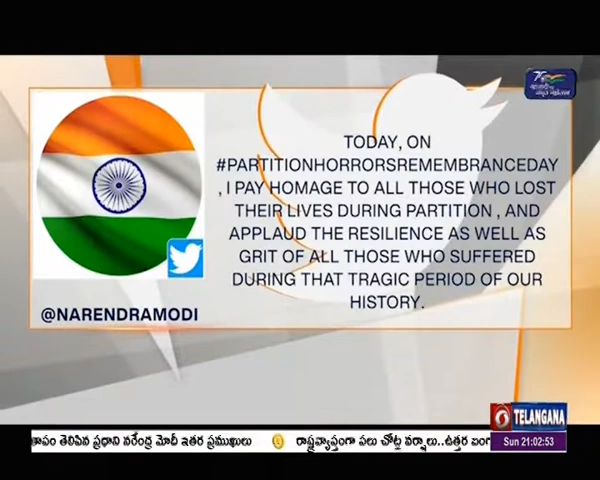 TODAY, ON
#PARTITIONHORRORSREMEMBRANCEDAY
, I PAY HOMAGE TO ALL THOSE WHO LOST
THEIR LIVES DURING PARTITION , AND
APPLAUD THE RESILIENCE AS WELL AS
GRIT OF ALL THOSE WHO SUFFERED
DURING THAT TRAGIC PERIOD OF OUR
HISTORY.
@NARENDRAMODI
TELANGANA
Sun 21:02:53
తాపం తెలిపిన ప్రధాని నరేంద్ర మోదీ ఇతర ప్రముఖులు రాష్ట్రవ్యాప్తంగా పలు చోట్ల వర్షాలు..ఉత్తర బంగ